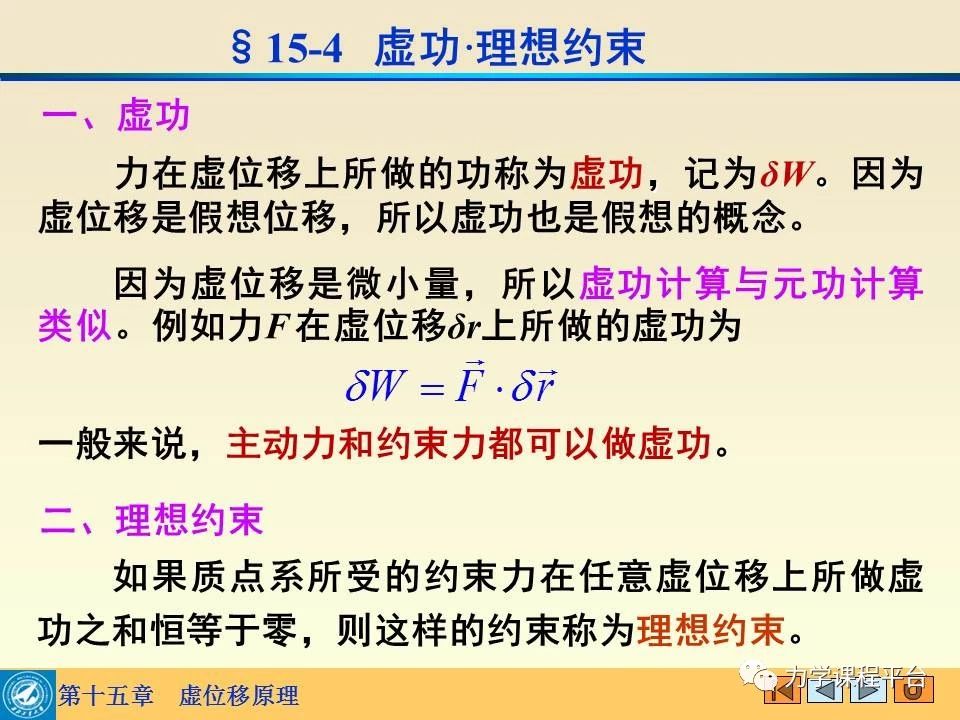 §15-4 虚功·理想约束
一、虚功
力在虚位移上所做的功称为虚功，记为δW。因为
虚位移是假想位移，所以虚功也是假想的概念。
因为虚位移是微小量，所以虚功计算与元功计算
类似。例如力F在虚位移δr上所做的虚功为
δW = F⃗ · δr⃗
一般来说，主动力和约束力都可以做虚功。
二、理想约束
如果质点系所受的约束力在任意虚位移上所做虚
功之和恒等于零，则这样的约束称为理想约束。
第十五章 虚位移原理
力学课程平台